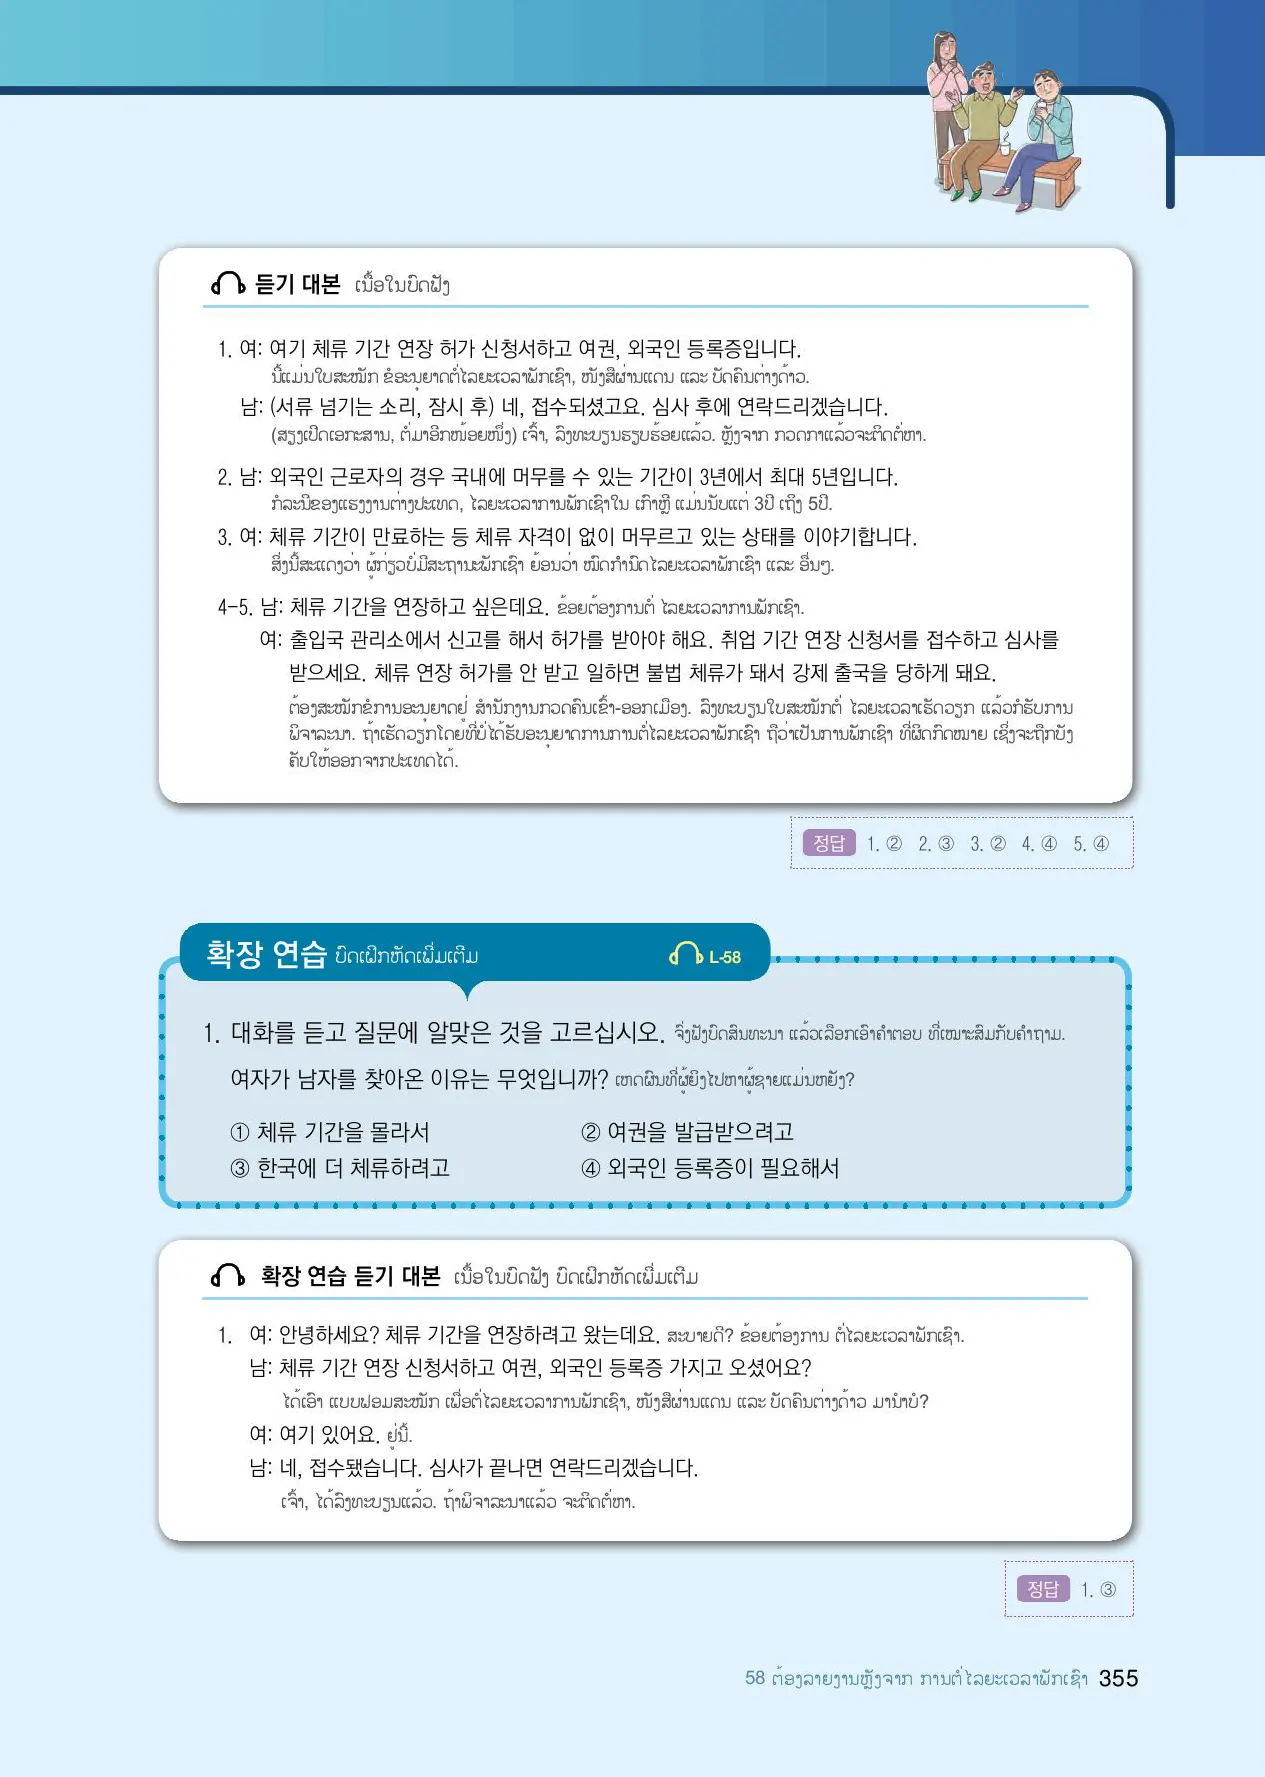 듣기 대본 ເນື້ອໃນບົດຟັງ
1. 여: 여기 체류 기간 연장 허가 신청서하고 여권, 외국인 등록증입니다.
ນີ້ແມ່ນໃບສະໝັກ ຂໍອະນຸຍາດຕໍ່ໄລຍະເວລາພັກເຊົາ, ໜັງສືຜ່ານແດນ ແລະ ບັດຄົນຕ່າງດ້າວ.
남: (서류 넘기는 소리, 잠시 후) 네, 접수되셨고요. 심사 후에 연락드리겠습니다.
(ສຽງເປີດເອກະສານ, ຕໍ່ມາອີກໜ້ອຍໜຶ່ງ) ເຈົ້າ, ລົງທະບຽນຮຽບຮ້ອຍແລ້ວ. ຫຼັງຈາກ ກວດກາແລ້ວຈະຕິດຕໍ່ຫາ.
2. 남: 외국인 근로자의 경우 국내에 머무를 수 있는 기간이 3년에서 최대 5년입니다.
ກໍລະນີຂອງແຮງງານຕ່າງປະເທດ, ໄລຍະເວລາການພັກເຊົາໃນ ເກົາຫຼີ ແມ່ນນັບແຕ່ 3ປີ ເຖິງ 5ປີ.
3. 여: 체류 기간이 만료하는 등 체류 자격이 없이 머무르고 있는 상태를 이야기합니다.
ສິ່ງນີ້ສະແດງວ່າ ຜູ້ກ່ຽວບໍ່ມີສະຖານະພັກເຊົາ ຍ້ອນວ່າ ໝົດກຳນົດໄລຍະເວລາພັກເຊົາ ແລະ ອື່ນໆ.
4-5. 남: 체류 기간을 연장하고 싶은데요. ຂ້ອຍຕ້ອງການຕໍ່ ໄລຍະເວລາການພັກເຊົາ.
여: 출입국 관리소에서 신고를 해서 허가를 받아야 해요. 취업 기간 연장 신청서를 접수하고 심사를
받으세요. 체류 연장 허가를 안 받고 일하면 불법 체류가 돼서 강제 출국을 당하게 돼요.
ຕ້ອງສະໝັກຂໍການອະນຸຍາດຢູ່ ສຳນັກງານກວດຄົນເຂົ້າ-ອອກເມືອງ. ລົງທະບຽນໃບສະໝັກຕໍ່ ໄລຍະເວລາເຮັດວຽກ ແລ້ວກໍຮັບການ
ພິຈາລະນາ. ຖ້າເຮັດວຽກໂດຍທີ່ບໍ່ໄດ້ຮັບອະນຸຍາດການການຕໍ່ໄລຍະເວລາພັກເຊົາ ຖືວ່າເປັນການພັກເຊົາ ທີ່ຜິດກົດໝາຍ ເຊິ່ງຈະຖືກບັງ
ຄັບໃຫ້ອອກຈາກປະເທດໄດ້.
정답 1. ② 2. ③ 3. ② 4. ④ 5. ④
확장 연습 ບົດເຝິກຫັດເພີ່ມເຕີມ L-58
1. 대화를 듣고 질문에 알맞은 것을 고르십시오. ຈົ່ງຟັງບົດສົນທະນາ ແລ້ວເລືອກເອົາຄຳຕອບ ທີ່ເໝາະສົມກັບຄຳຖາມ.
여자가 남자를 찾아온 이유는 무엇입니까? ເຫດຜົນທີ່ຜູ້ຍິງໄປຫາຜູ້ຊາຍແມ່ນຫຍັງ?
① 체류 기간을 몰라서 ② 여권을 발급받으려고
③ 한국에 더 체류하려고 ④ 외국인 등록증이 필요해서
확장 연습 듣기 대본 ເນື້ອໃນບົດຟັງ ບົດເຝິກຫັດເພີ່ມເຕີມ
1. 여: 안녕하세요? 체류 기간을 연장하려고 왔는데요. ສະບາຍດີ? ຂ້ອຍຕ້ອງການ ຕໍ່ໄລຍະເວລາພັກເຊົາ.
남: 체류 기간 연장 신청서하고 여권, 외국인 등록증 가지고 오셨어요?
ໄດ້ເອົາ ແບບຟອມສະໝັກ ເພື່ອຕໍ່ໄລຍະເວລາການພັກເຊົາ, ໜັງສືຜ່ານແດນ ແລະ ບັດຄົນຕ່າງດ້າວ ມານຳບໍ?
여: 여기 있어요. ຢູ່ນີ້.
남: 네, 접수됐습니다. 심사가 끝나면 연락드리겠습니다.
ເຈົ້າ, ໄດ້ລົງທະບຽນແລ້ວ. ຖ້າພິຈາລະນາແລ້ວ ຈະຕິດຕໍ່ຫາ.
정답 1. ③
58 ຕ້ອງລາຍງານຫຼັງຈາກ ການຕໍ່ໄລຍະເວລາພັກເຊົາ 355